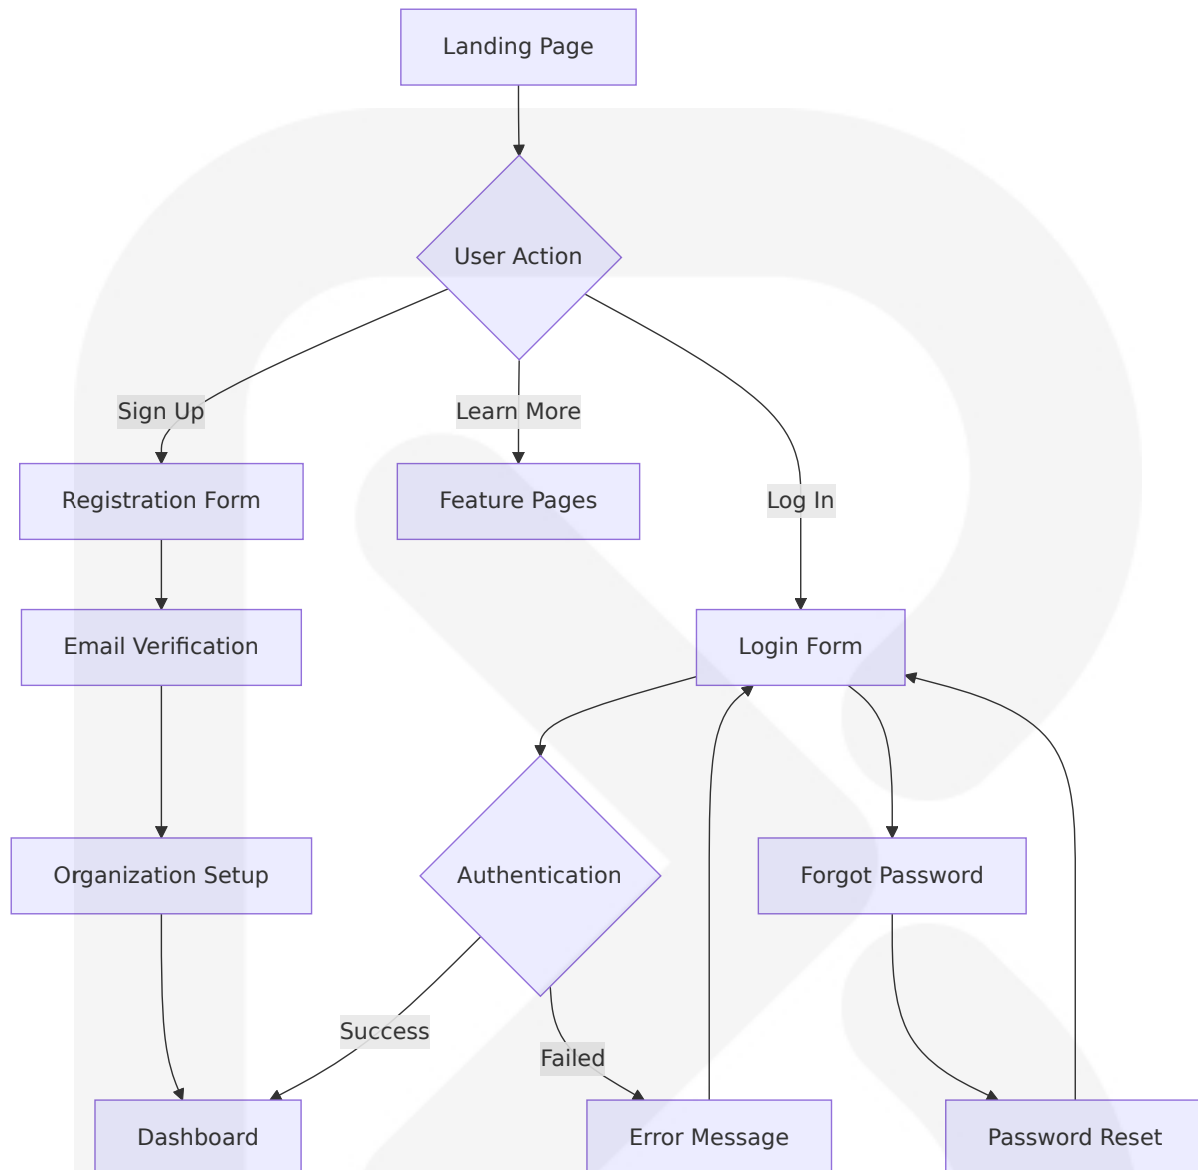 Landing Page
User Action
Sign Up
Learn More
Registration Form
Feature Pages
Log In
Email Verification
Login Form
Organization Setup
Authentication
Forgot Password
Success
Failed
Dashboard
Error Message
Password Reset